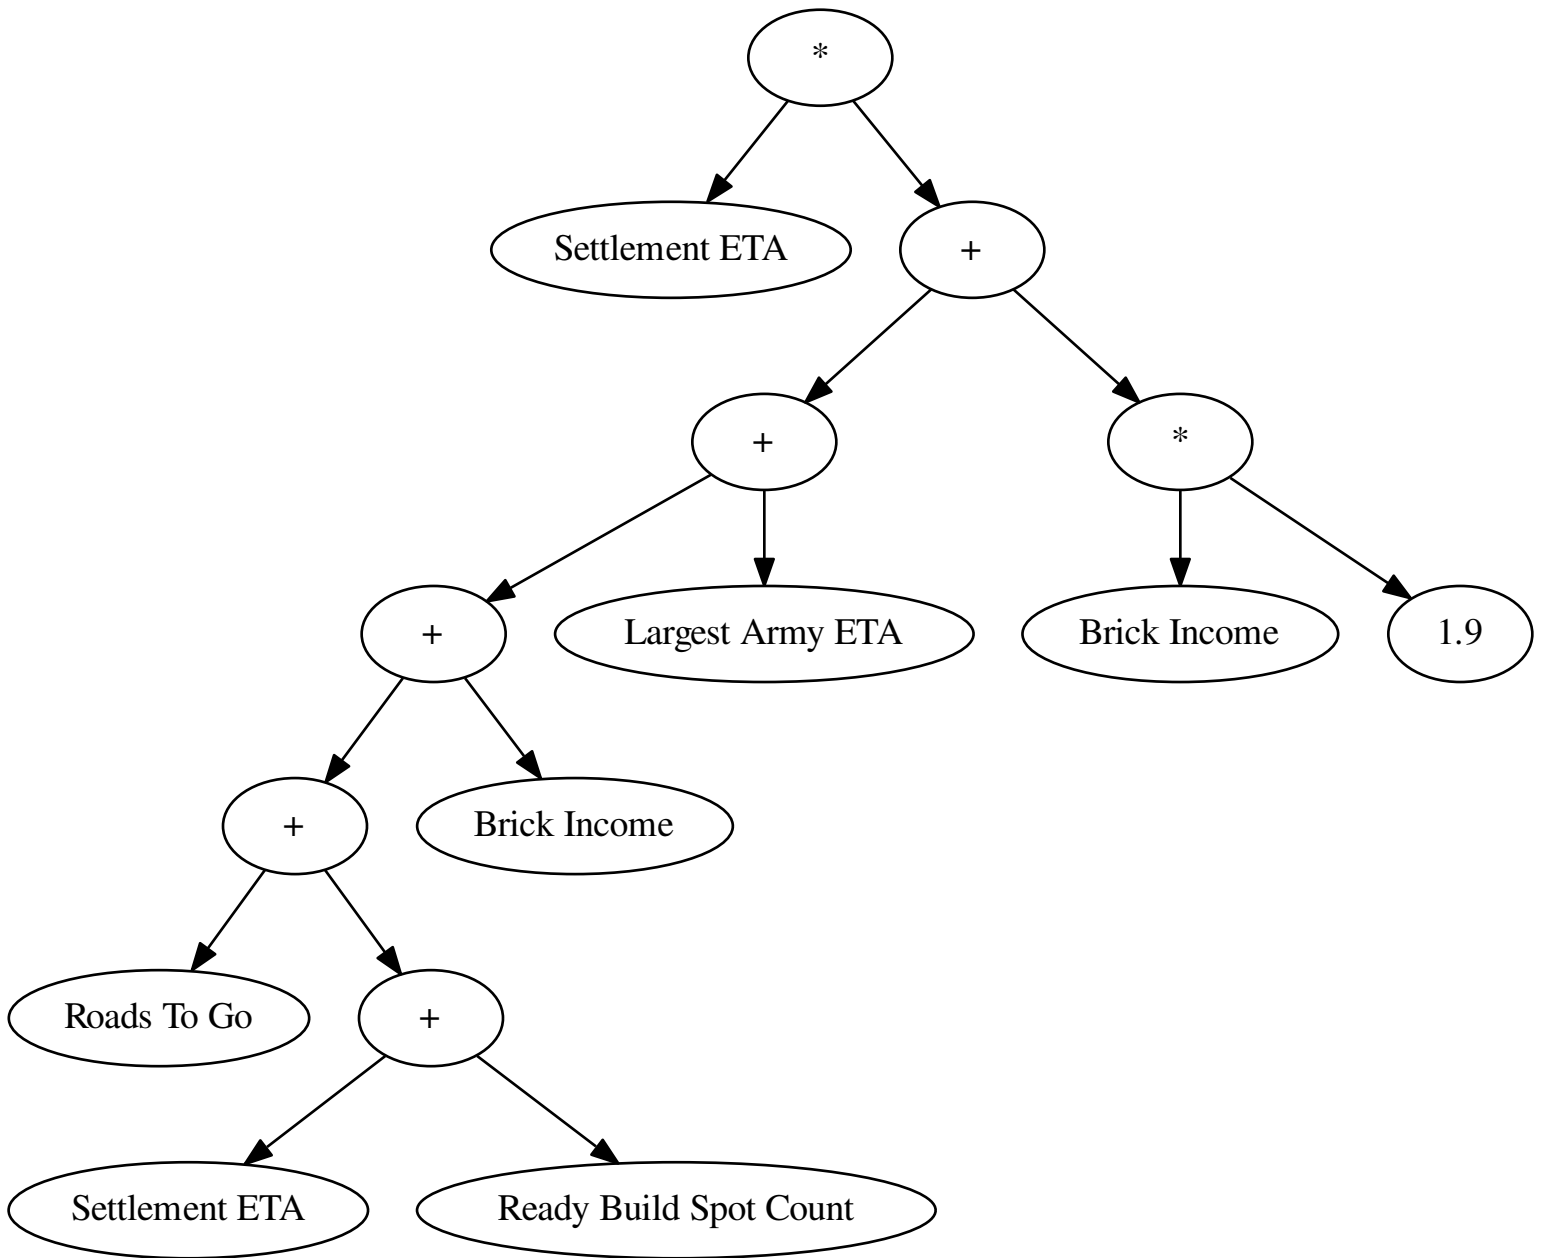 *
Settlement ETA
+
+
*
+
Largest Army ETA
Brick Income
1.9
+
Brick Income
Roads To Go
+
Settlement ETA
Ready Build Spot Count